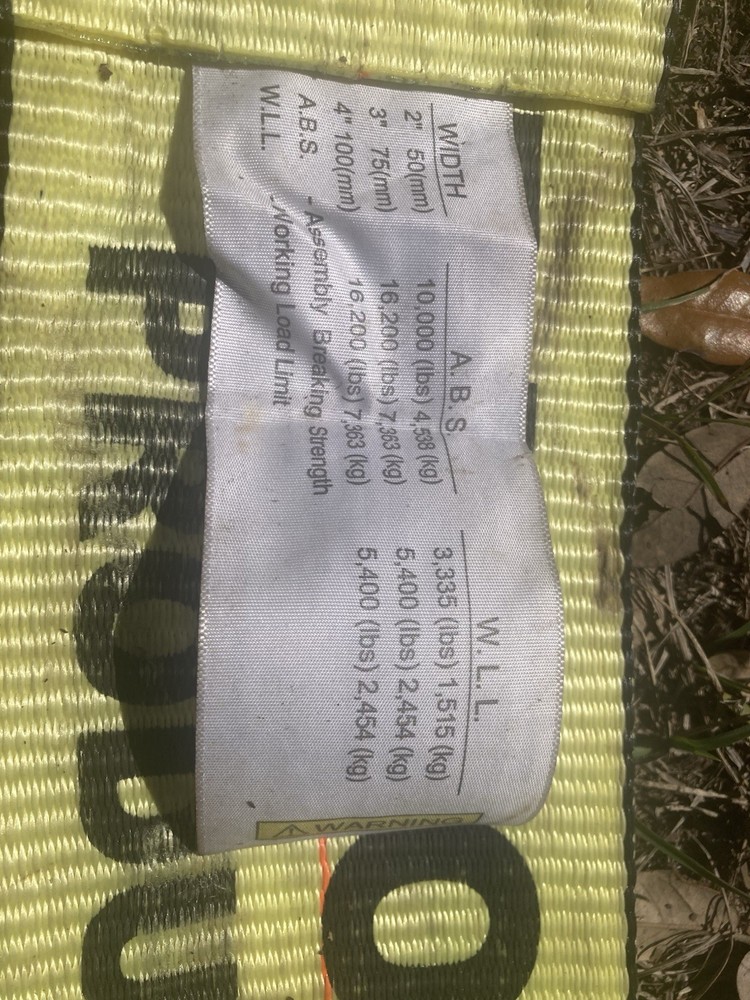 WIDTH A. B. S. W. L. L.
2" 50(mm) 10,000 (lbs) 4,538 (kg) 3,335 (lbs) 1,515 (kg)
3" 75(mm) 16,200 (lbs) 7,363 (kg) 5,400 (lbs) 2,454 (kg)
4" 100(mm) 16,200 (lbs) 7,363 (kg) 5,400 (lbs) 2,454 (kg)
A.B.S. - Assembly Breaking Strength
W.L.L. Working Load Limit
WARNING
O
PRODU